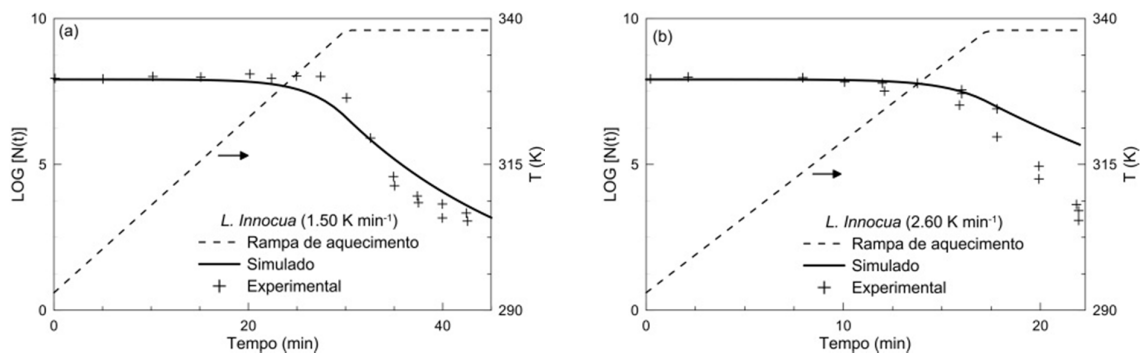 (a)
10
5
0
LOG [N(t)]
340
315
290
T (K)
L. Innocua (1.50 K min-1)
Rampa de aquecimento
Simulado
Experimental
0
20
40
Tempo (min)
(b)
10
5
0
LOG [N(t)]
340
315
290
T (K)
L. Innocua (2.60 K min-1)
Rampa de aquecimento
Simulado
Experimental
0
10
20
Tempo (min)